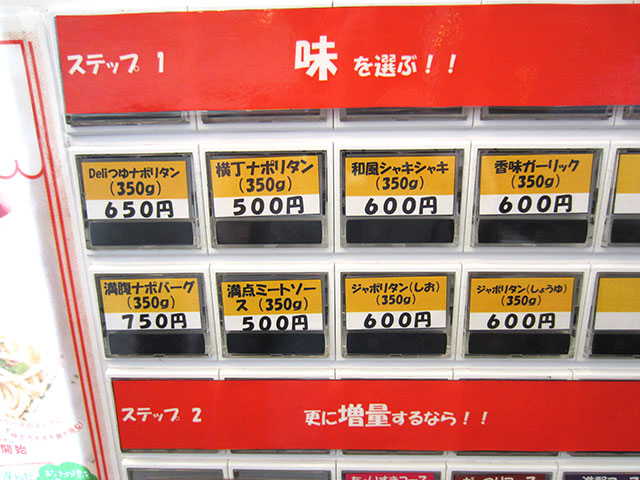 ステップ 1
味を選ぶ！！
Deliつゆナポリタン
(350g)
650円
横丁ナポリタン
(350g)
500円
和風シャキシャキ
(350g)
600円
香味ガーリック
(350g)
600円
満腹ナポバーグ
(350g)
750円
満点ミートソー
ス(350g)
500円
ジャポリタン(しお)
(350g)
600円
ジャポリタン(しょうゆ)
(350g)
600円
ステップ 2
更に増量するなら！！
開始